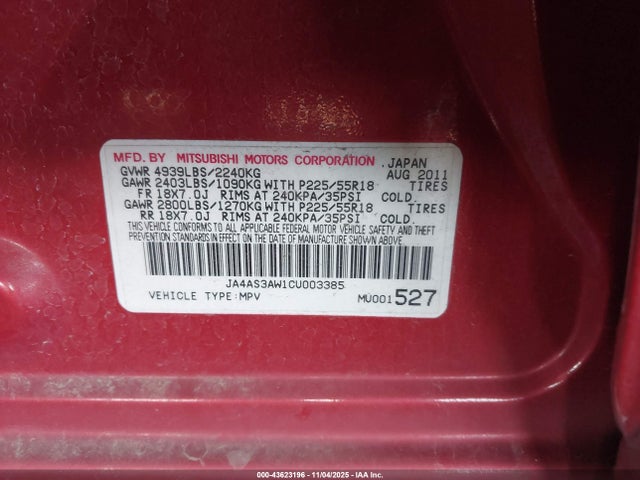 MFD. BY MITSUBISHI MOTORS CORPORATION JAPAN
GVWR 4939LBS/2240KG AUG 2011
GAWR 2403LBS/1090KG WITH P225/55R18 TIRES
FR 18X7.0J RIMS AT 240KPA/35PSI COLD.
GAWR 2800LBS/1270KG WITH P225/55R18 TIRES
RR 18X7.0J RIMS AT 240KPA/35PSI COLD.
THIS VEHICLE CONFORMS TO ALL APPLICABLE FEDERAL MOTOR VEHICLE SAFETY AND THEFT
PREVENTION STANDARDS IN EFFECT ON THE DATE OF MANUFACTURE SHOWN ABOVE.
JA4AS3AW1CU003385
VEHICLE TYPE:MPV MU001527
000-43623196 - 11/04/2025 - IAA Inc.